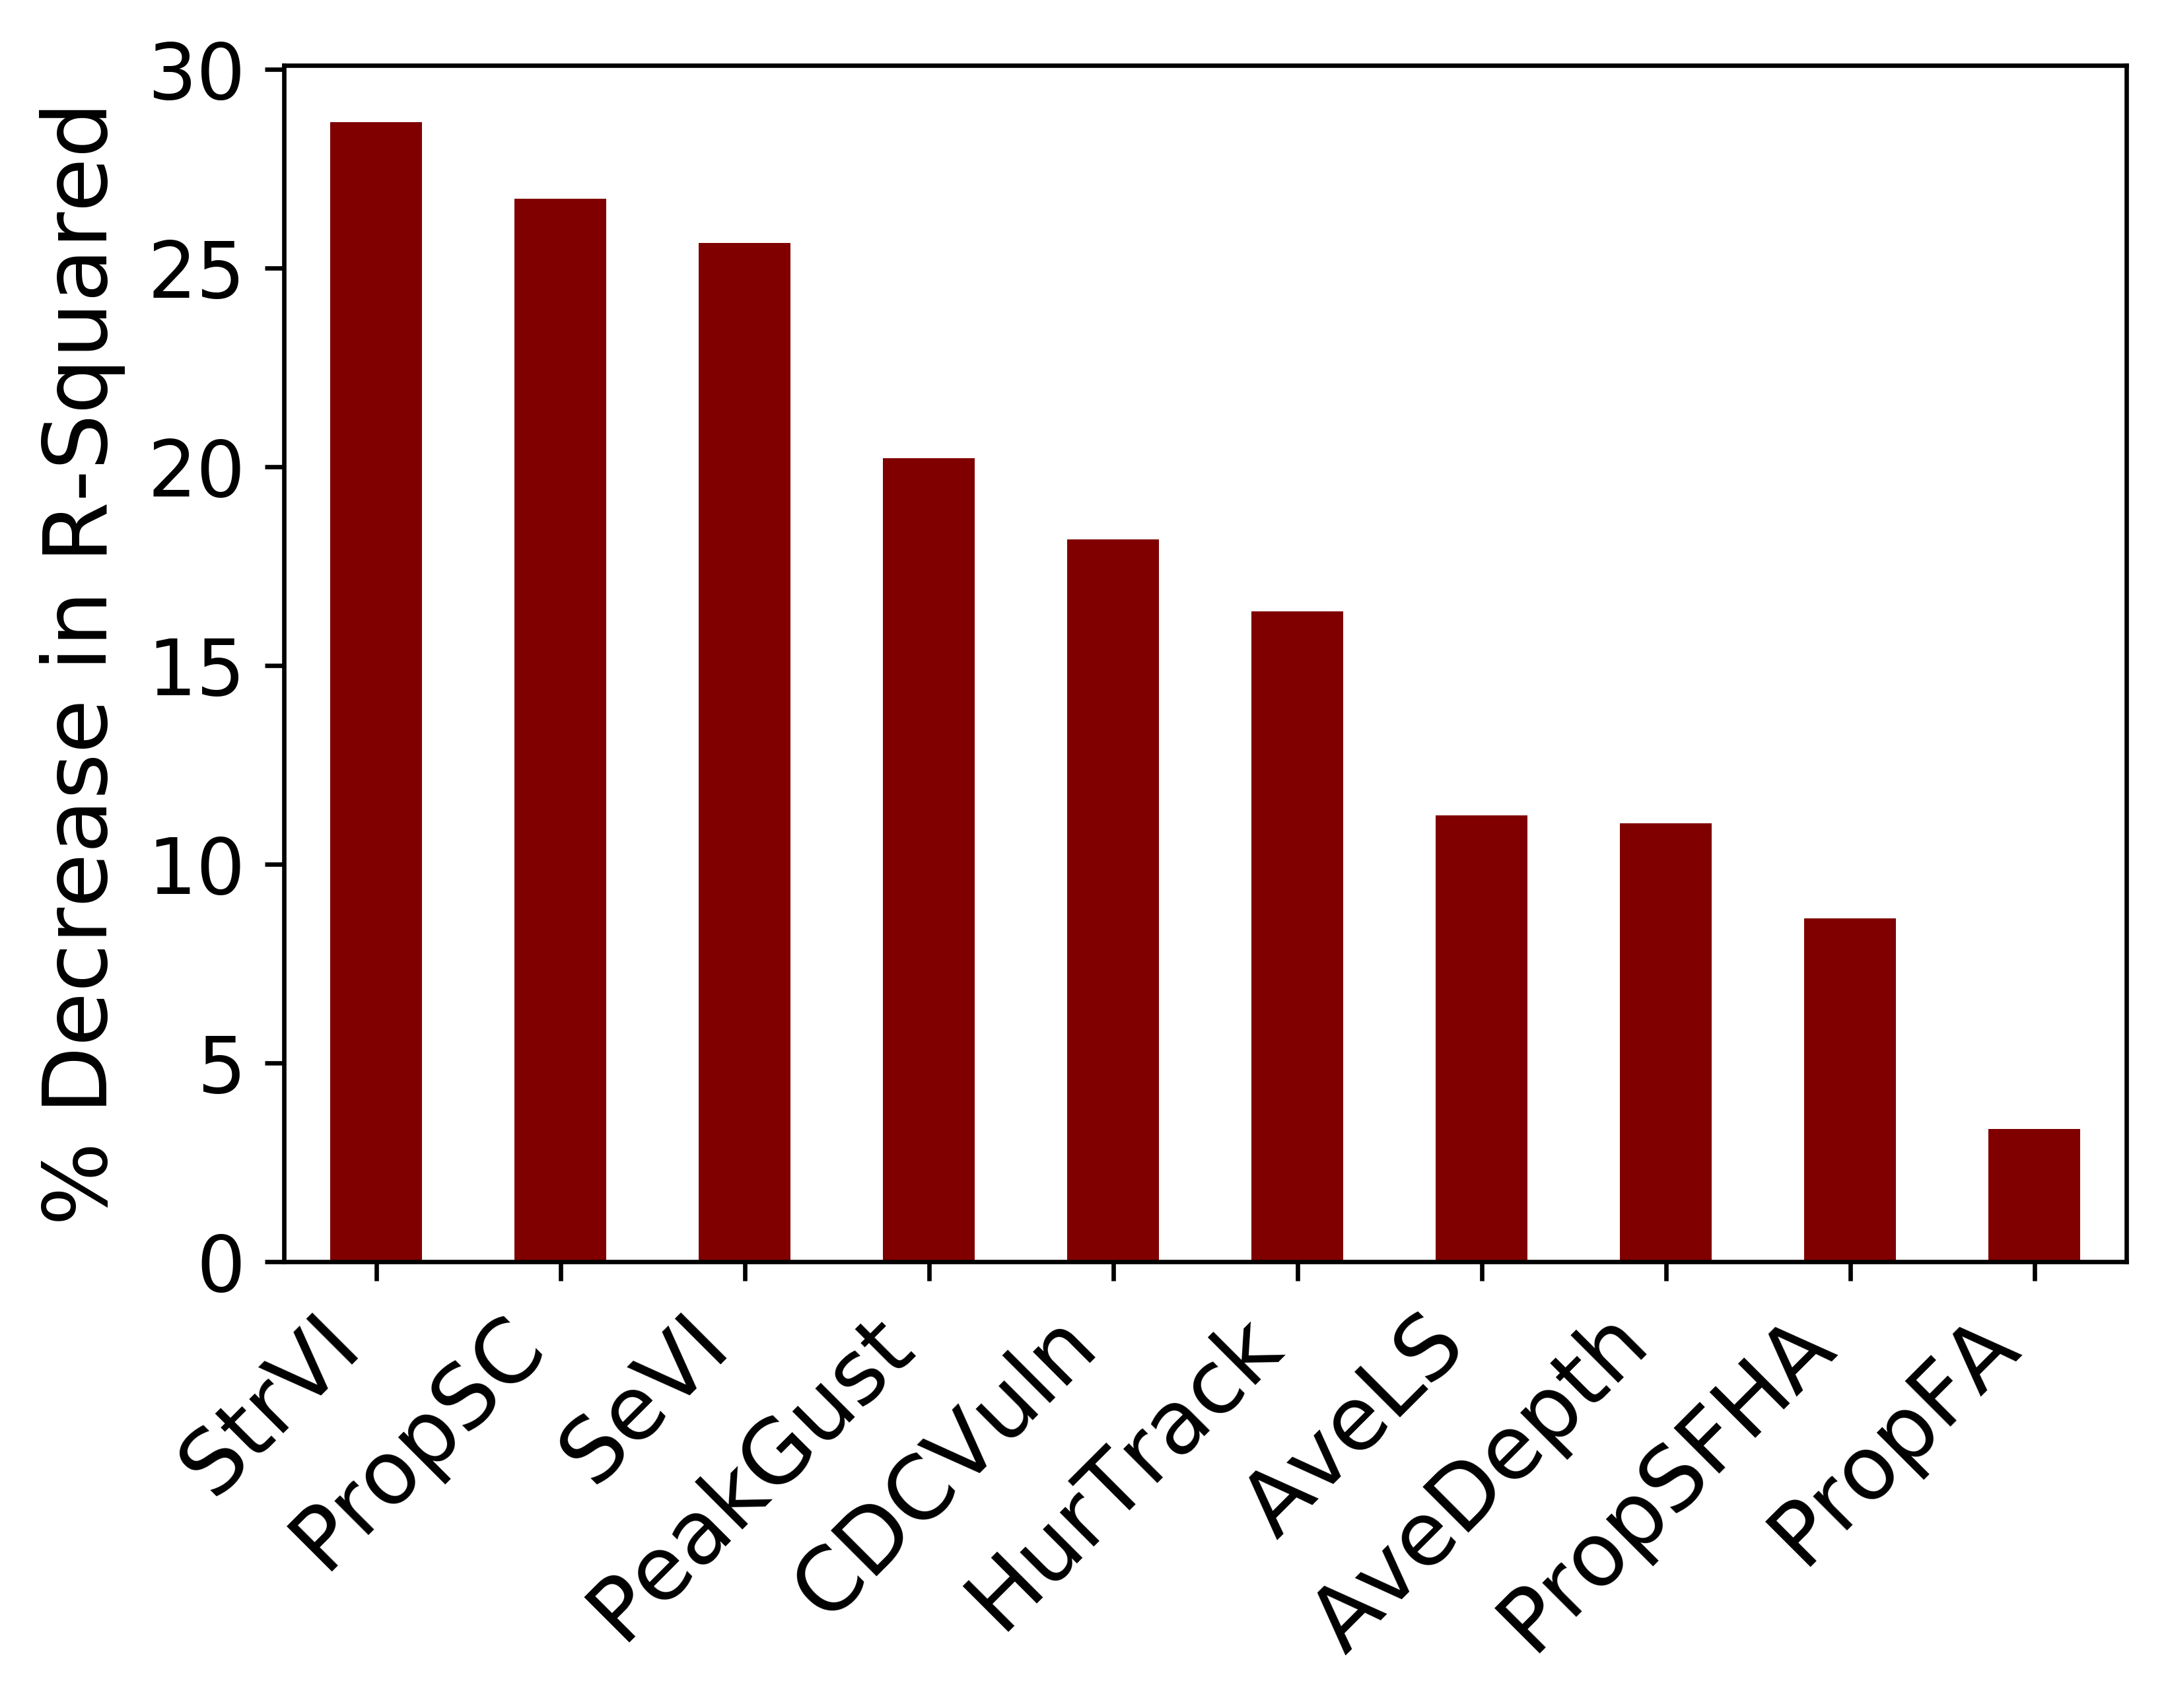 % Decrease in R-Squared
30
25
20
15
10
5
0
StrVI
PropSC
SeVI
PeakGust
CDCVuln
HurTrack
AveLS
AveDepth
PropSFHA
PropFA